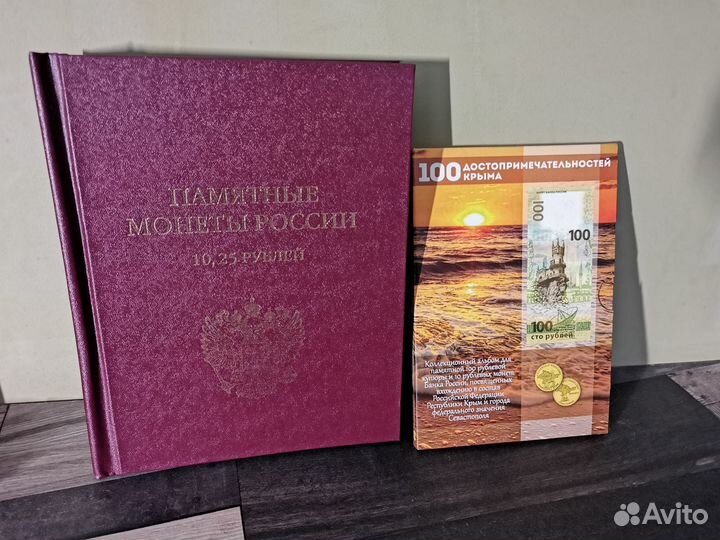 ПАМЯТНЫЕ
МОНЕТЫ РОССИИ
10, 25 РУБЛЕЙ
100 ДОСТОПРИМЕЧАТЕЛЬНОСТЕЙ
КРЫМА
100
100
100
сто рублей
Коллекционный альбом для
памятной 100 рублевой
купюры и 10 рублевых монет
Банка России, посвященных
вхождению в состав
Российской Федерации
Республики Крым и города
федерального значения
Севастополя
Avito